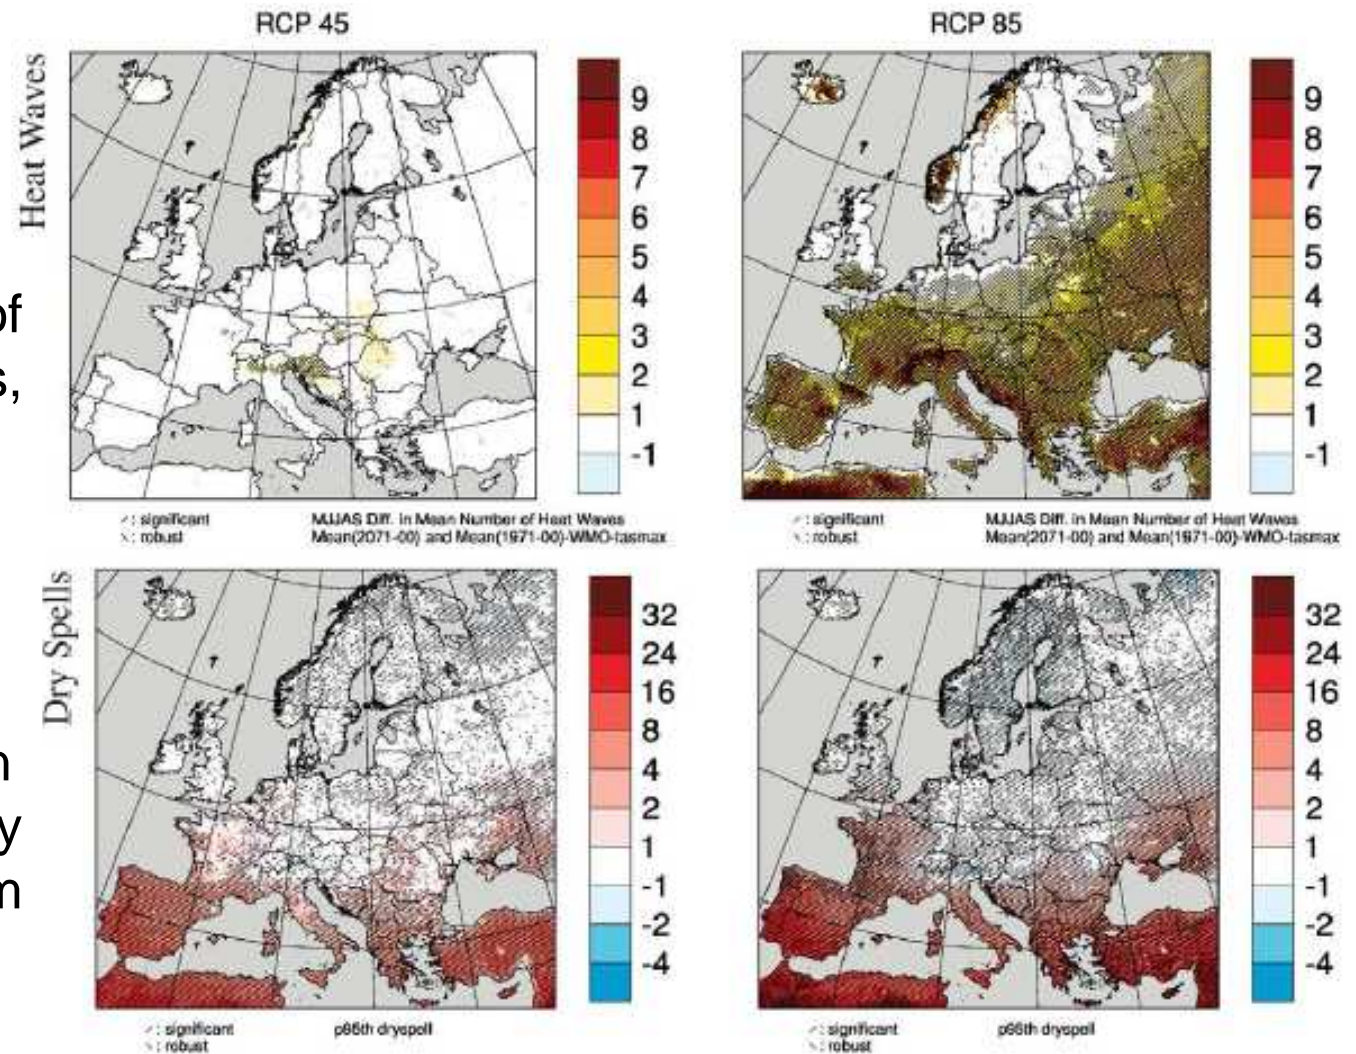 RCP 45
RCP 85
Heat Waves
9
8
7
6
5
4
3
2
1
-1
9
8
7
6
5
4
3
2
1
-1
of
s,
⸝: significant
⸜: robust
MJJAS Diff. in Mean Number of Heat Waves
Mean(2071-00) and Mean(1971-00)-WMO-tasmax
⸝: significant
⸜: robust
MJJAS Diff. in Mean Number of Heat Waves
Mean(2071-00) and Mean(1971-00)-WMO-tasmax
Dry Spells
32
24
16
8
4
2
1
-1
-2
-4
32
24
16
8
4
2
1
-1
-2
-4
n
y
m
⸝: significant
⸜: robust
p95th dryspell
⸝: significant
⸜: robust
p95th dryspell